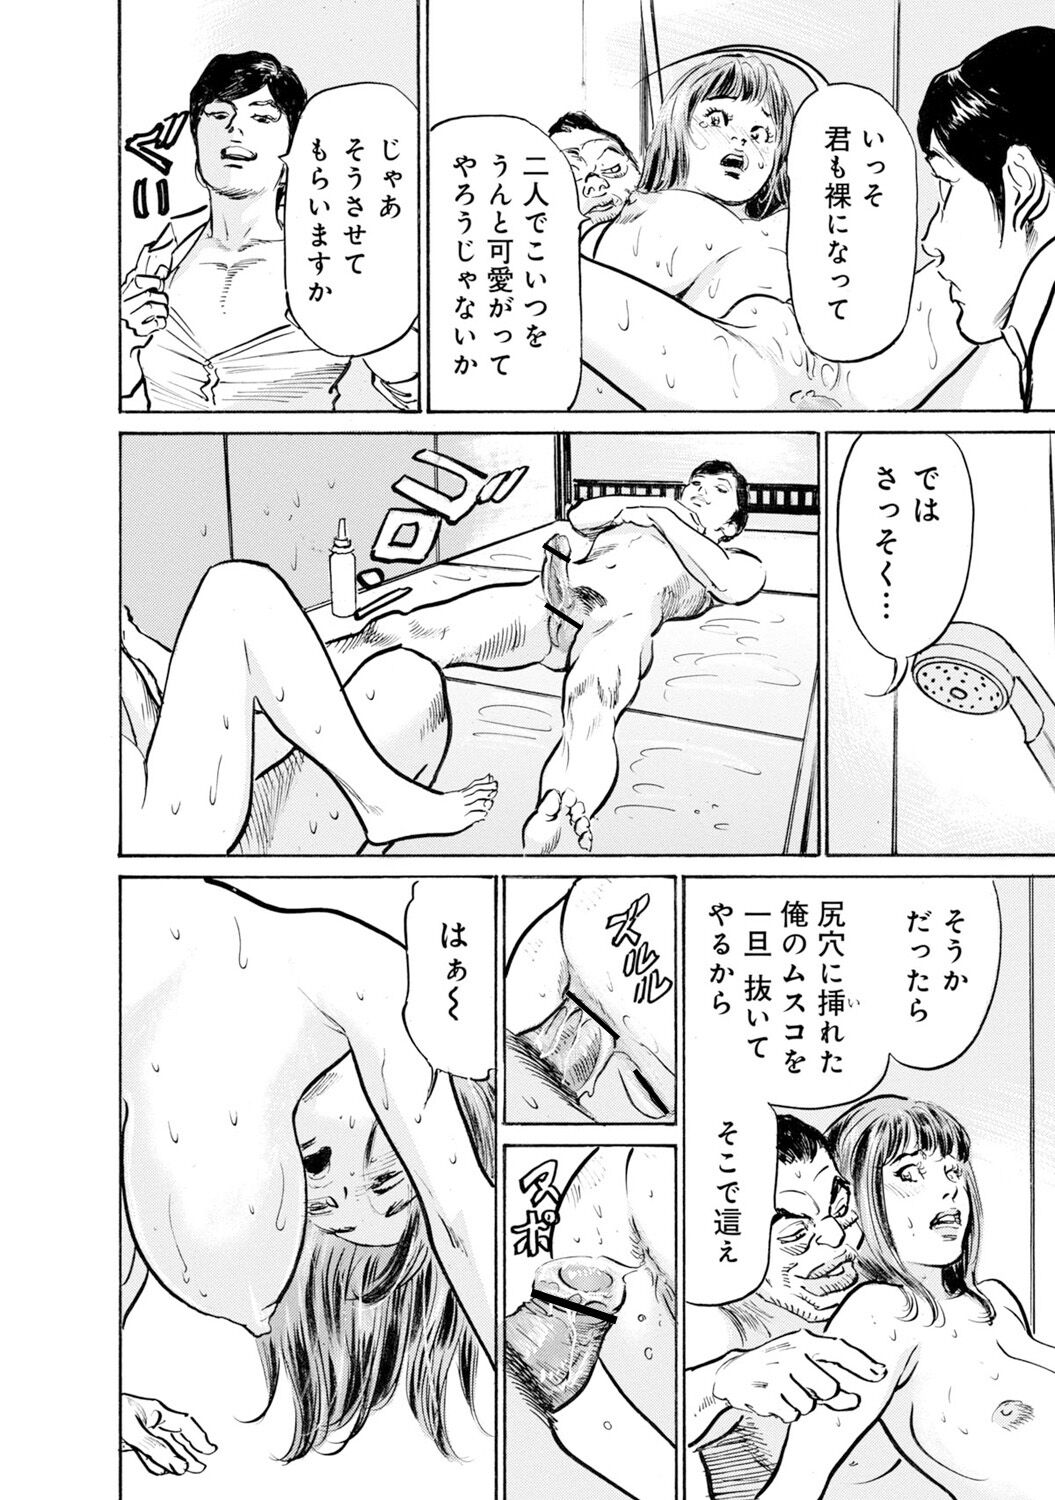 いっそ
君も裸になって
二人でこいつを
うんと可愛がって
やろうじゃないか
じゃあ
そうさせて
もらいますか
では
さっそく…
そうか
だったら
尻穴に挿れた
い
俺のムスコを
一旦 抜いて
やるから
そこで這え
ズルルル
スポ
はぁ〜